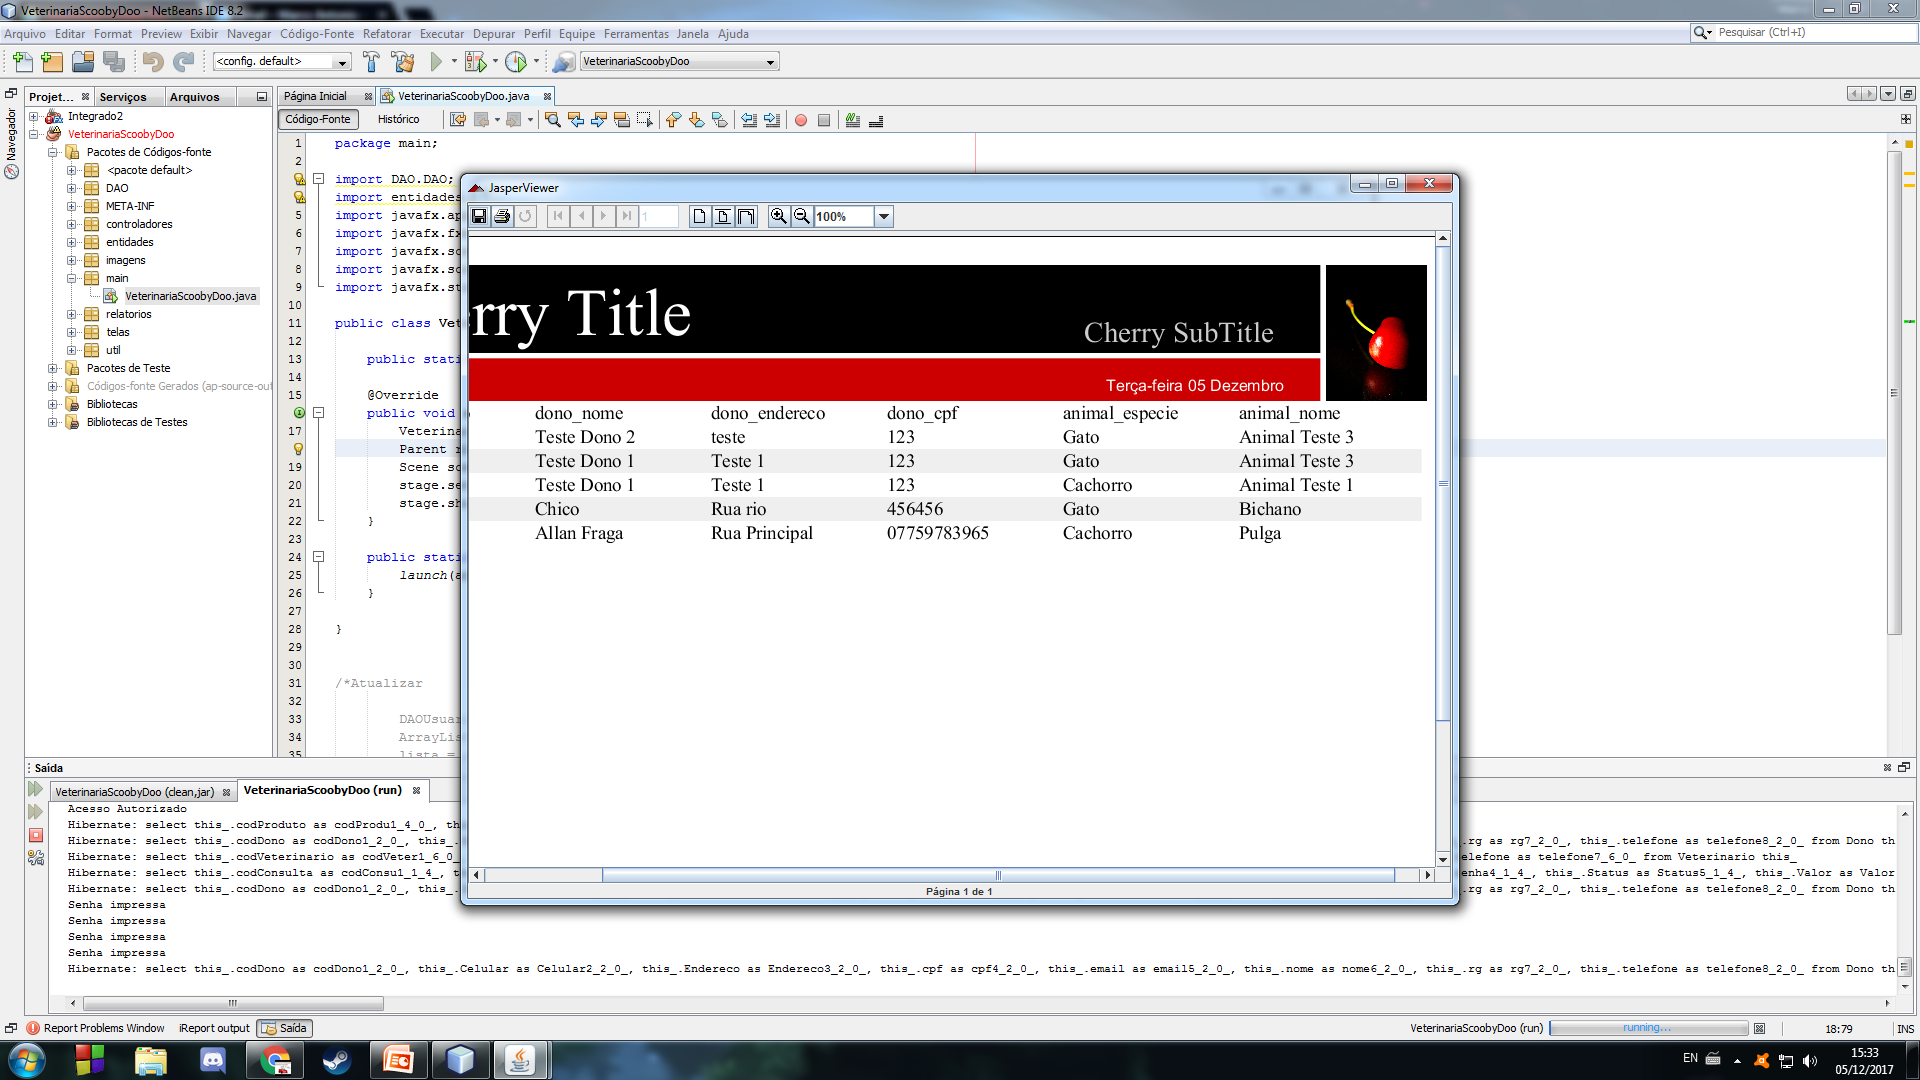 VeterinariaScoobyDoo - NetBeans IDE 8.2
Arquivo Editar Format Preview Exibir Navegar Código-Fonte Refatorar Executar Depurar Perfil Equipe Ferramentas Janela Ajuda
Pesquisar (Ctrl+I)
<config. default>
VeterinariaScoobyDoo
Projet... Serviços Arquivos
Navegador
Integrado2
VeterinariaScoobyDoo
Pacotes de Códigos-fonte
<pacote default>
DAO
META-INF
controladores
entidades
imagens
main
VeterinariaScoobyDoo.java
relatorios
telas
util
Pacotes de Teste
Códigos-fonte Gerados (ap-source-out
Bibliotecas
Bibliotecas de Testes
Página Inicial VeterinariaScoobyDoo.java
Código-Fonte Histórico
1 package main;
2
import DAO.DAO;
import entidades
5 import javafx.ap
6 import javafx.fx
7 import javafx.sc
8 import javafx.sc
9 import javafx.st
10
11 public class Vet
12
13 public stati
14
15 @Override
public void
17 Veterina
Parent r
19 Scene sc
20 stage.se
21 stage.sh
22 }
23
24 public stati
25 launch(a
26 }
27
28 }
29
30
31 /*Atualizar
32
33 DAOUsuar
34 ArrayLis
35 lista =
JasperViewer
1
100%
rry Title
Cherry SubTitle
Terça-feira 05 Dezembro
dono_nome dono_endereco dono_cpf animal_especie animal_nome
Teste Dono 2 teste 123 Gato Animal Teste 3
Teste Dono 1 Teste 1 123 Gato Animal Teste 3
Teste Dono 1 Teste 1 123 Cachorro Animal Teste 1
Chico Rua rio 456456 Gato Bichano
Allan Fraga Rua Principal 07759783965 Cachorro Pulga
Página 1 de 1
Saída
VeterinariaScoobyDoo (clean,jar) VeterinariaScoobyDoo (run)
Acesso Autorizado
Hibernate: select this_.codProduto as codProdu1_4_0_, th
Hibernate: select this_.codDono as codDono1_2_0_, this_. .rg as rg7_2_0_, this_.telefone as telefone8_2_0_ from Dono th
Hibernate: select this_.codVeterinario as codVeter1_6_0_ elefone as telefone7_6_0_ from Veterinario this_
Hibernate: select this_.codConsulta as codConsu1_1_4_, t enha4_1_4_, this_.Status as Status5_1_4_, this_.Valor as Valor
Hibernate: select this_.codDono as codDono1_2_0_, this_. .rg as rg7_2_0_, this_.telefone as telefone8_2_0_ from Dono th
Senha impressa
Senha impressa
Senha impressa
Senha impressa
Hibernate: select this_.codDono as codDono1_2_0_, this_.Celular as Celular2_2_0_, this_.Endereco as Endereco3_2_0_, this_.cpf as cpf4_2_0_, this_.email as email5_2_0_, this_.nome as nome6_2_0_, this_.rg as rg7_2_0_, this_.telefone as telefone8_2_0_ from Dono th
Report Problems Window iReport output Saída
VeterinariaScoobyDoo (run) running... 18:79 INS
EN
15:33
05/12/2017